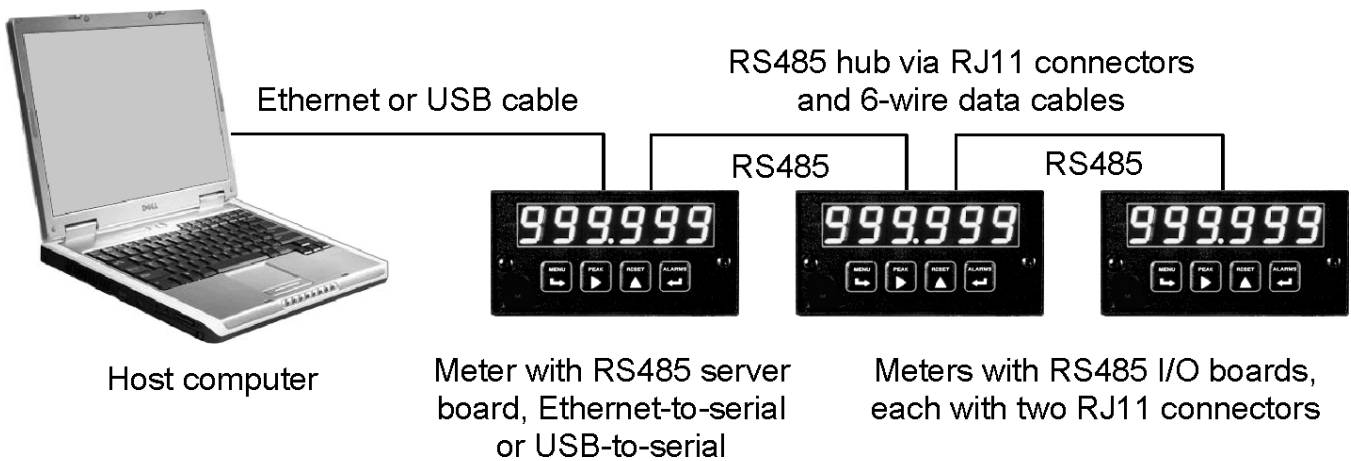 RS485 hub via RJ11 connectors
and 6-wire data cables
Ethernet or USB cable
RS485
RS485
DELL
999.999
999.999
999.999
MENU PEAK RESET ALARMS
MENU PEAK RESET ALARMS
MENU PEAK RESET ALARMS
Host computer
Meter with RS485 server
board, Ethernet-to-serial
or USB-to-serial
Meters with RS485 I/O boards,
each with two RJ11 connectors